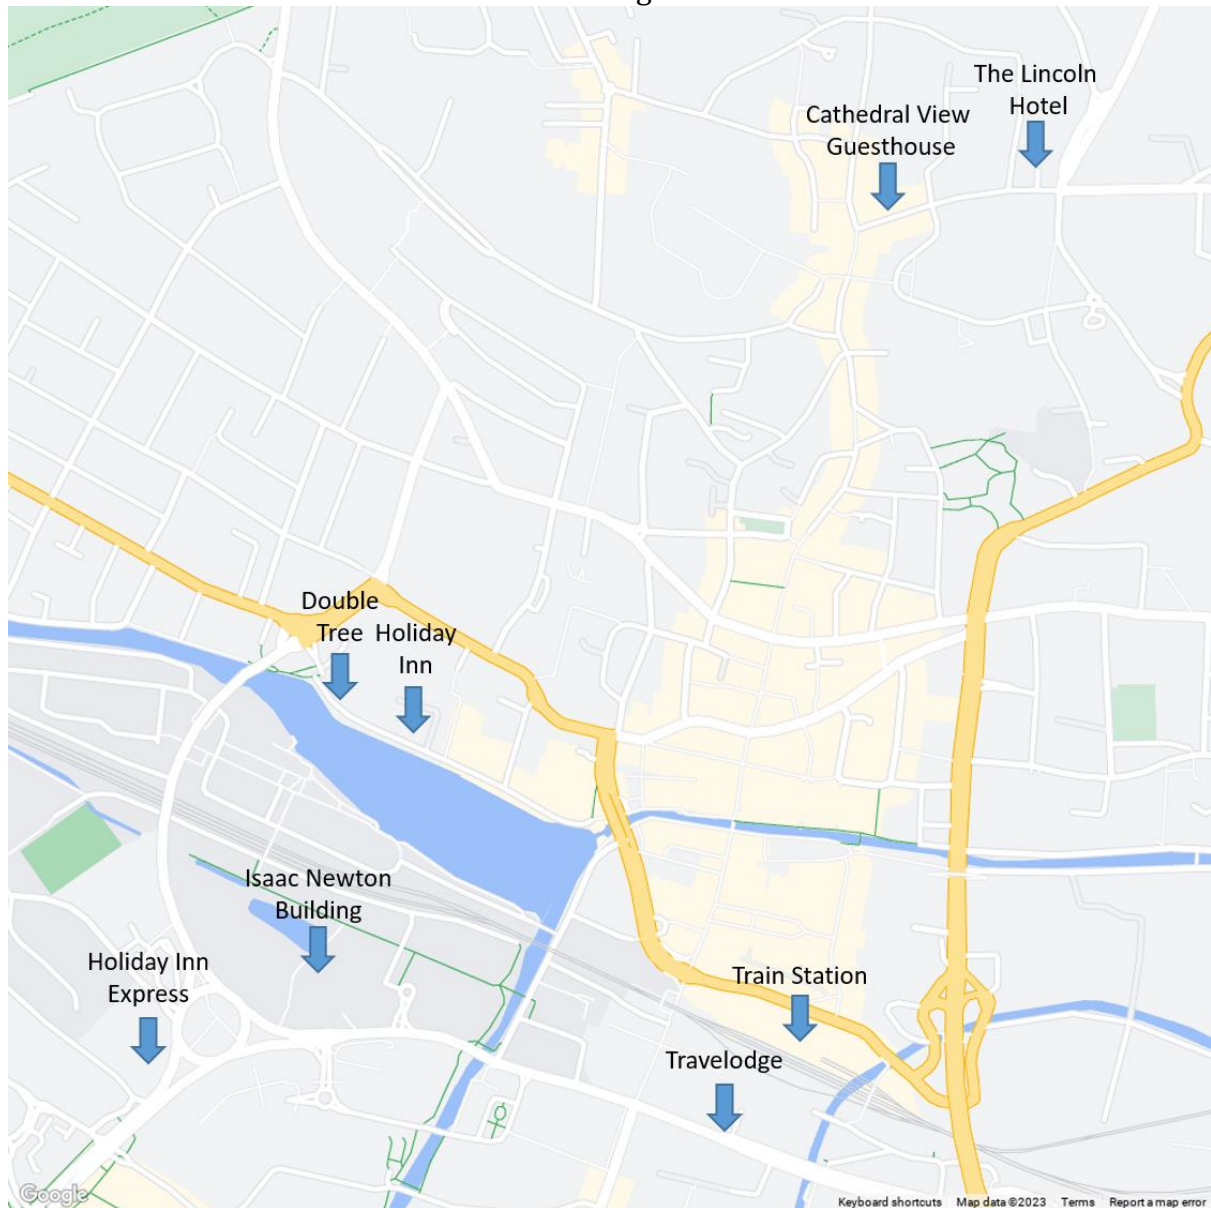 The Lincoln
Hotel
Cathedral View
Guesthouse
Double
Tree
Holiday
Inn
Isaac Newton
Building
Holiday Inn
Express
Train Station
Travelodge
Google
Keyboard shortcuts Map data ©2023 Terms Report a map error